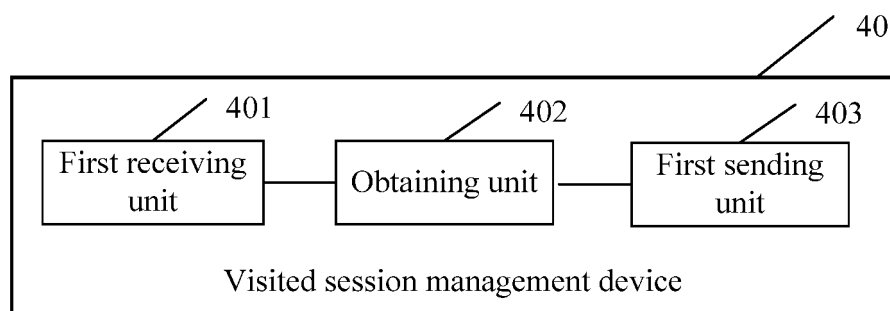 40
401
402
403
First receiving
unit
Obtaining unit
First sending
unit
Visited session management device